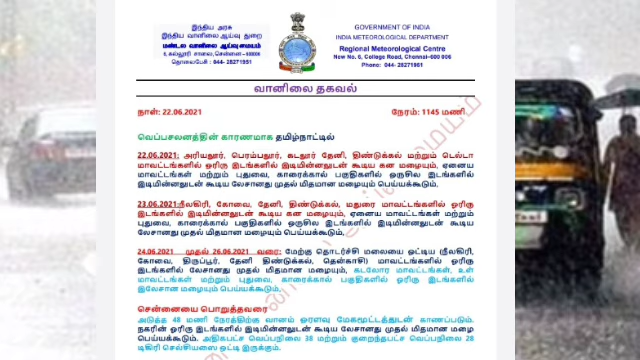 இந்திய அரசு
இந்திய வானிலை ஆய்வு துறை
மண்டல வானிலை ஆய்வு மையம்
6, கல்லூரி சாலை, சென்னை-600006
தொலைபேசி : 044- 28271951
GOVERNMENT OF INDIA
INDIA METEOROLOGICAL DEPARTMENT
Regional Meteorological Centre
New No. 6, College Road, Chennai-600 006
Phono: 044- 28271951
வானிலை தகவல்
நாள்: 22.06.2021
நேரம்: 1145 மணி
வெப்பசலனத்தின் காரணமாக தமிழ்நாட்டில்
22.06.2021: அரியலூர், பெரம்பலூர், கடலூர் தேனி, திண்டுக்கல் மற்றும் டெல்டா
மாவட்டங்களில் ஓரிரு இடங்களில் இடிமின்னலுடன் கூடிய கன மழையும், ஏனைய
மாவட்டங்கள் மற்றும் புதுவை, காரைக்கால் பகுதிகளில் ஒருசில இடங்களில்
இடிமின்னலுடன் கூடிய லேசானது முதல் மிதமான மழையும் பெய்யக்கூடும்.
23.06.2021:நீலகிரி, கோவை, தேனி, திண்டுக்கல், மதுரை மாவட்டங்களில் ஓரிரு
இடங்களில் இடிமின்னலுடன் கூடிய கன மழையும், ஏனைய மாவட்டங்கள் மற்றும்
புதுவை, காரைக்கால் பகுதிகளில் ஒருசில இடங்களில் இடிமின்னலுடன் கூடிய
லேசானது முதல் மிதமான மழையும் பெய்யக்கூடும்.
24.06.2021 முதல் 26.06.2021 வரை: மேற்கு தொடர்ச்சி மலையை ஒட்டிய (நீலகிரி,
கோவை, திருப்பூர், தேனி திண்டுக்கல், தென்காசி) மாவட்டங்களில் ஒரிரு
இடங்களில் லேசானது முதல் மிதமான மழையும், கடலோர மாவட்டங்கள், உள்
மாவட்டங்கள் மற்றும் புதுவை, காரைக்கால் பகுதிகளில் ஓரிரு இடங்களில்
இலேசான மழையும் பெய்யக்கூடும்.
சென்னையை பொறுத்தவரை
அடுத்த 48 மணி நேரத்திற்கு வானம் ஓரளவு மேகமூட்டத்துடன் காணப்படும்.
நகரின் ஓரிரு இடங்களில் இடிமின்னலுடன் கூடிய லேசானது முதல் மிதமான மழை
பெய்யக்கூடும். அதிகபட்ச வெப்பநிலை 38 மற்றும் குறைந்தபட்ச வெப்பநிலை 28
டிகிரி செல்சியஸை ஒட்டி இருக்கும்.